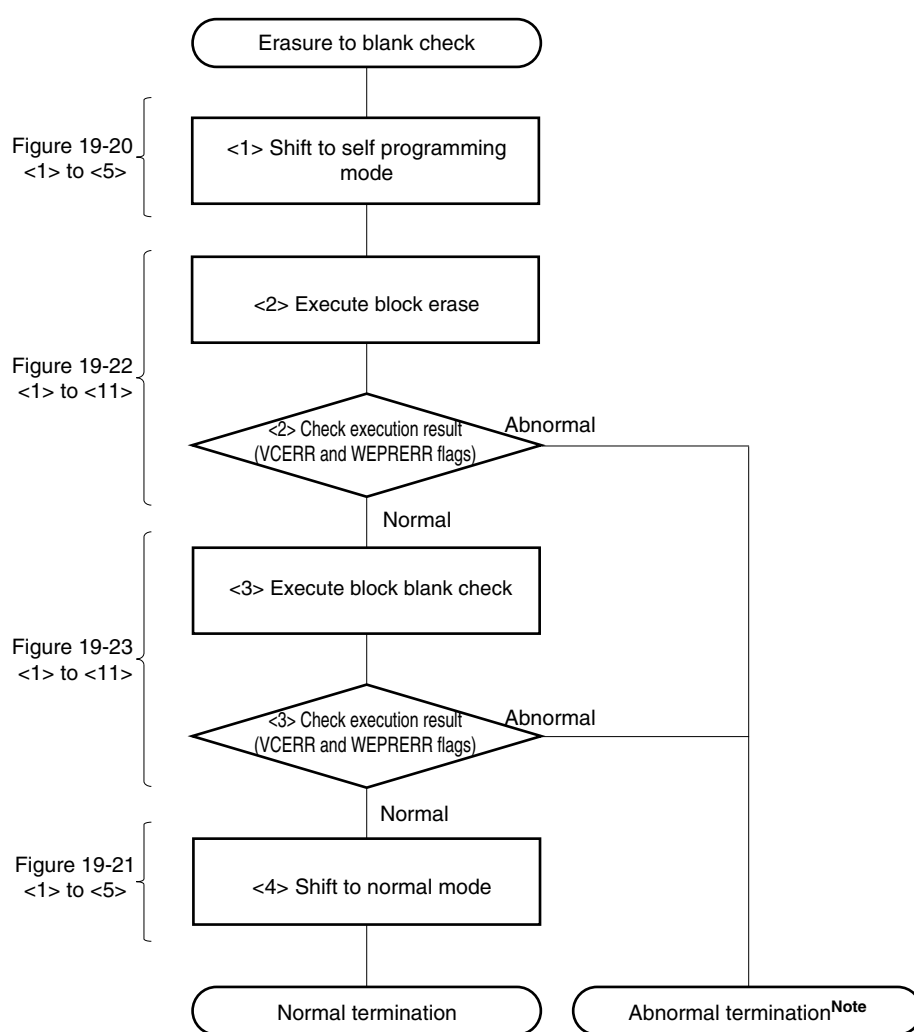 Erasure to blank check
Figure 19-20
<1> to <5>
<1> Shift to self programming
mode
<2> Execute block erase
Figure 19-22
<1> to <11>
<2> Check execution result
(VCERR and WEPRERR flags)
Abnormal
Normal
<3> Execute block blank check
Figure 19-23
<1> to <11>
<3> Check execution result
(VCERR and WEPRERR flags)
Abnormal
Normal
Figure 19-21
<1> to <5>
<4> Shift to normal mode
Normal termination
Abnormal termination Note